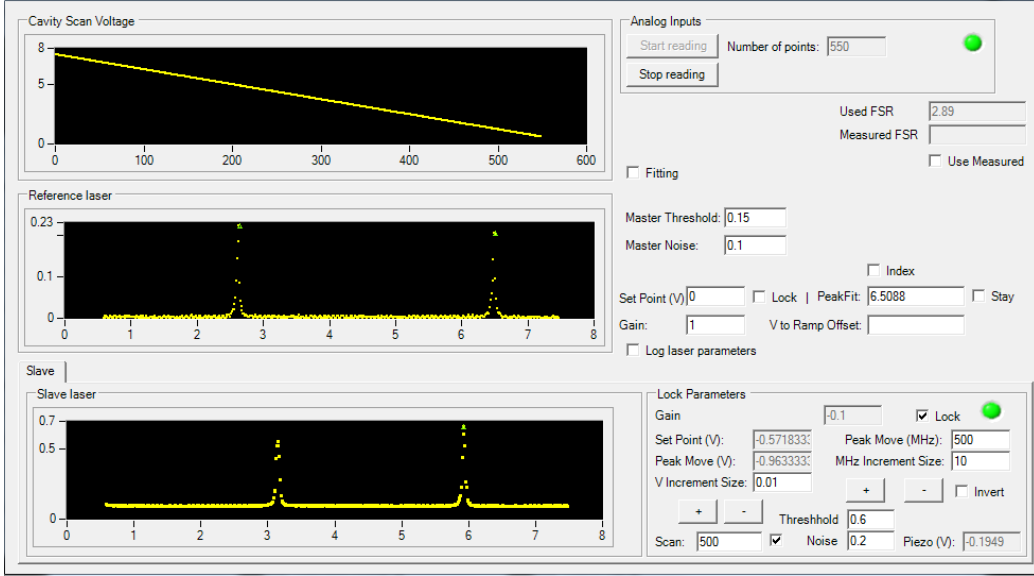 Cavity Scan Voltage
8
5
0
0 100 200 300 400 500 600
Analog Inputs
Start reading Number of points: 550
Stop reading
Used FSR 2.89
Measured FSR
Use Measured
Fitting
Reference laser
0.23
0.1
0
0 1 2 3 4 5 6 7 8
Master Threshold: 0.15
Master Noise: 0.1
Index
Set Point (V) 0 Lock | PeakFit: 6.5088 Stay
Gain: 1 V to Ramp Offset:
Log laser parameters
Slave
Slave laser
0.7
0.5
0
0 1 2 3 4 5 6 7 8
Lock Parameters
Gain -0.1 Lock
Set Point (V): -0.571833 Peak Move (MHz): 500
Peak Move (V): -0.963333 MHz Increment Size: 10
V Increment Size: 0.01
+ - Invert
+ - Threshhold 0.6
Scan: 500 Noise 0.2 Piezo (V): -0.1949